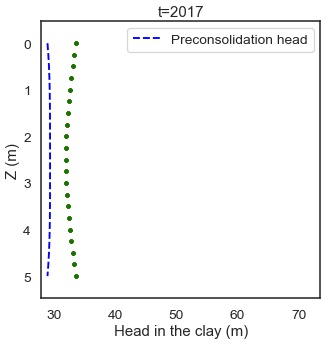 t=2017
Preconsolidation head
0
1
2
3
4
5
Z (m)
30 40 50 60 70
Head in the clay (m)